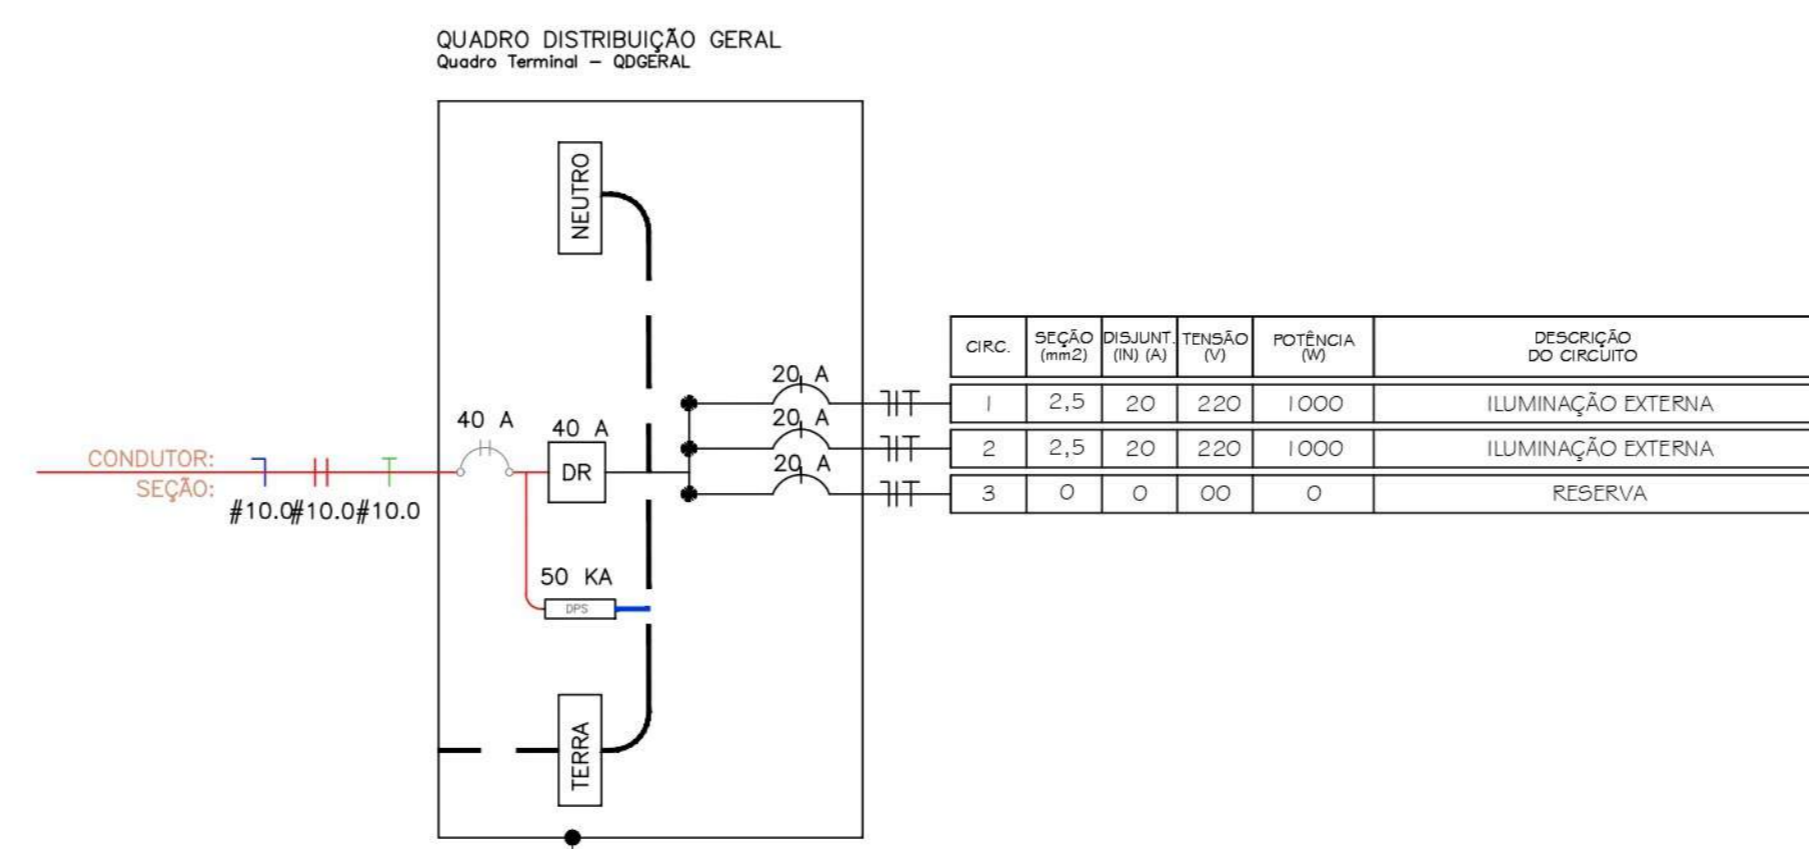 QUADRO DISTRIBUIÇÃO GERAL
Quadro Terminal - QDGERAL
NEUTRO
CIRC. SEÇÃO (mm2) DISJUNT. (IN) (A) TENSÃO (V) POTÊNCIA (W) DESCRIÇÃO DO CIRCUITO
20 A
1 2,5 20 220 1000 ILUMINAÇÃO EXTERNA
20 A
2 2,5 20 220 1000 ILUMINAÇÃO EXTERNA
20 A
3 0 0 00 0 RESERVA
40 A
40 A
DR
CONDUTOR:
SEÇÃO:
#10.0#10.0#10.0
50 KA
DPS
TERRA